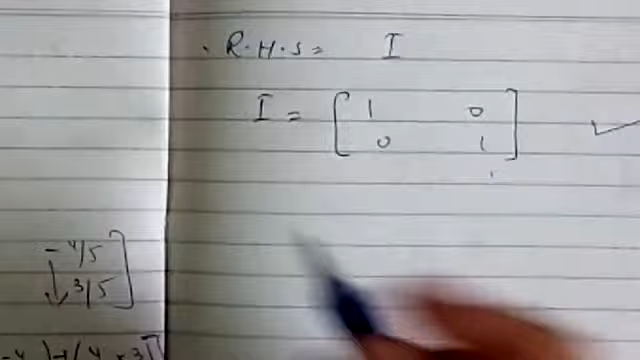 . R.H.S = I
I = [ 1 0
0 1 ]
- 4/5 ]
3/5